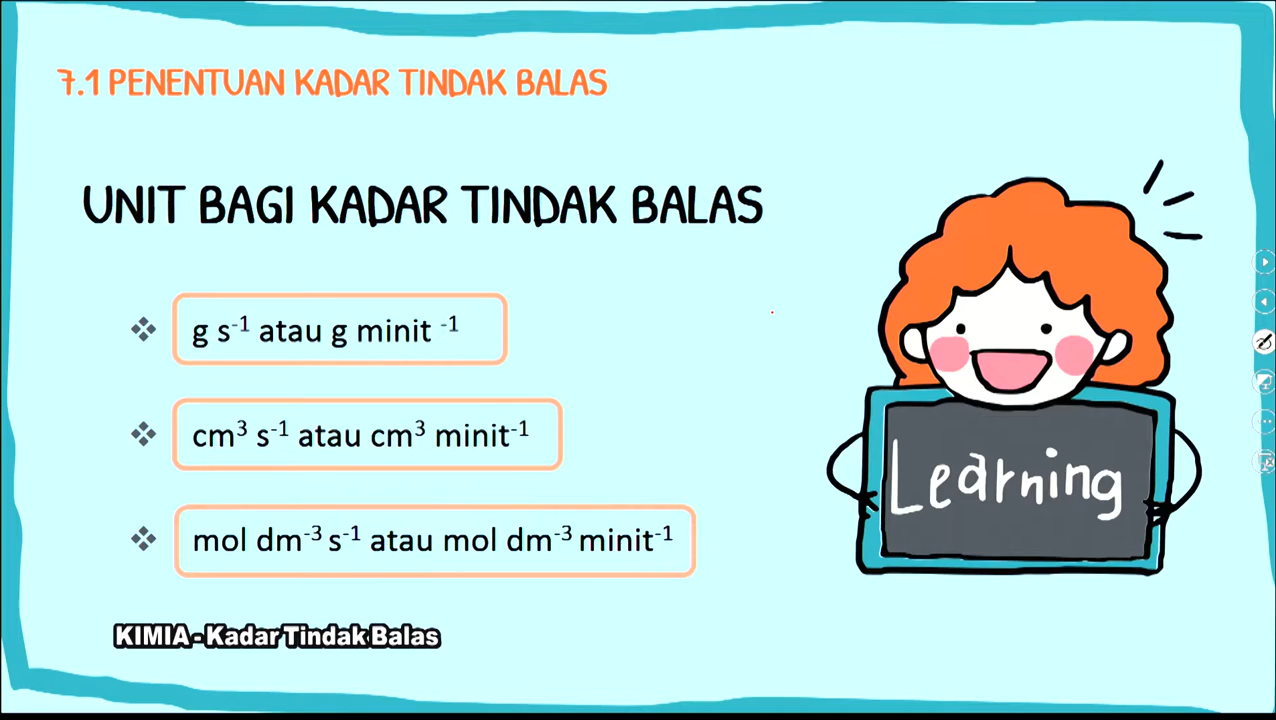 7.1 PENENTUAN KADAR TINDAK BALAS
UNIT BAGI KADAR TINDAK BALAS
❖ g s⁻¹ atau g minit ⁻¹
❖ cm³ s⁻¹ atau cm³ minit⁻¹
❖ mol dm⁻³ s⁻¹ atau mol dm⁻³ minit⁻¹
Learning
KIMIA - Kadar Tindak Balas